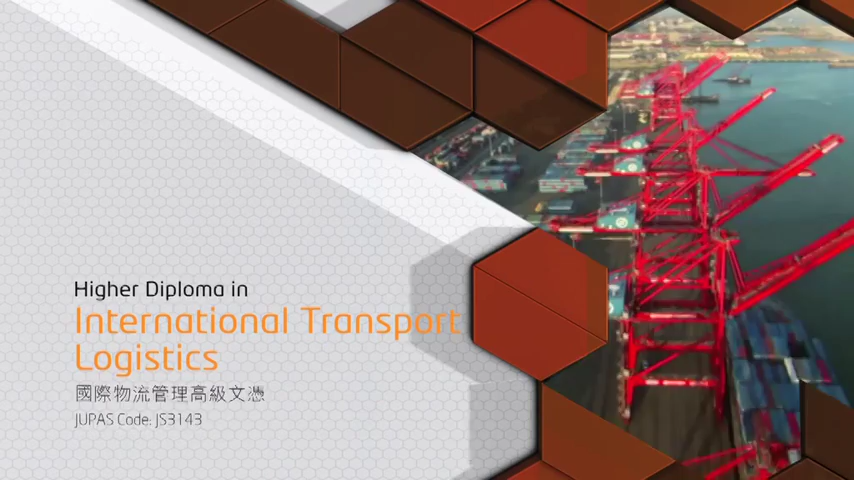 Higher Diploma in
International Transport
Logistics
國際物流管理高級文憑
JUPAS Code: JS3143